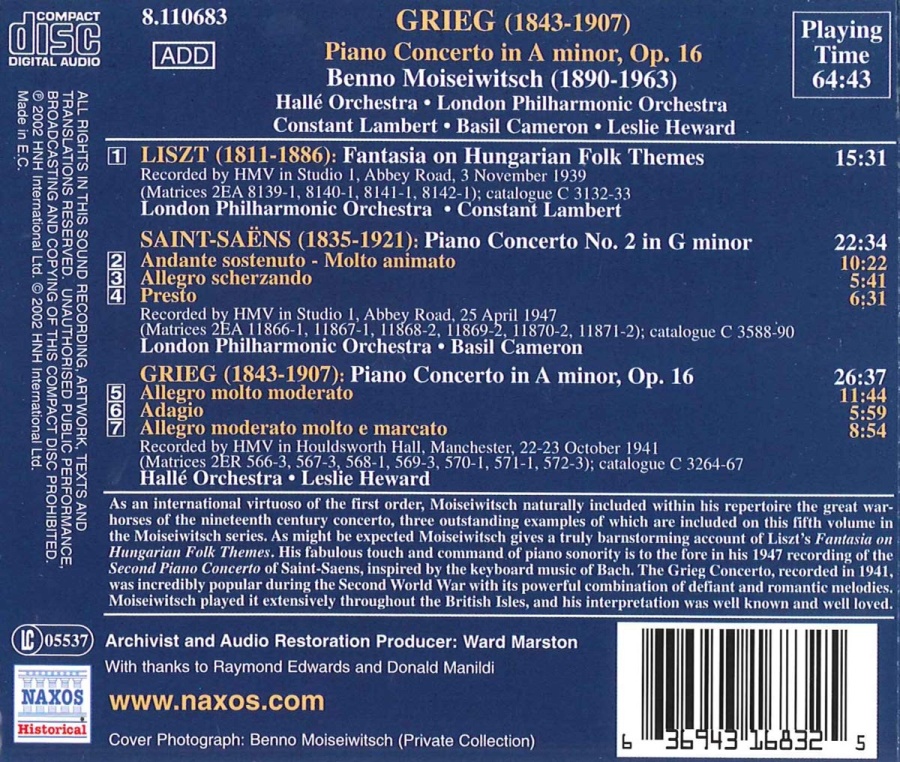 COMPACT
disc
DIGITAL AUDIO
8.110683
ADD
GRIEG (1843-1907)
Piano Concerto in A minor, Op. 16
Benno Moiseiwitsch (1890-1963)
Hallé Orchestra • London Philharmonic Orchestra
Constant Lambert • Basil Cameron • Leslie Heward
Playing
Time
64:43
1 LISZT (1811-1886): Fantasia on Hungarian Folk Themes 15:31
Recorded by HMV in Studio 1, Abbey Road, 3 November 1939
(Matrices 2EA 8139-1, 8140-1, 8141-1, 8142-1); catalogue C 3132-33
London Philharmonic Orchestra • Constant Lambert
SAINT-SAËNS (1835-1921): Piano Concerto No. 2 in G minor 22:34
2 Andante sostenuto - Molto animato 10:22
3 Allegro scherzando 5:41
4 Presto 6:31
Recorded by HMV in Studio 1, Abbey Road, 25 April 1947
(Matrices 2EA 11866-1, 11867-1, 11868-2, 11869-2, 11870-2, 11871-2); catalogue C 3588-90
London Philharmonic Orchestra • Basil Cameron
GRIEG (1843-1907): Piano Concerto in A minor, Op. 16 26:37
5 Allegro molto moderato 11:44
6 Adagio 5:59
7 Allegro moderato molto e marcato 8:54
Recorded by HMV in Houldsworth Hall, Manchester, 22-23 October 1941
(Matrices 2ER 566-3, 567-3, 568-1, 569-3, 570-1, 571-1, 572-3); catalogue C 3264-67
Hallé Orchestra • Leslie Heward
As an international virtuoso of the first order, Moiseiwitsch naturally included within his repertoire the great war-
horses of the nineteenth century concerto, three outstanding examples of which are included on this fifth volume in
the Moiseiwitsch series. As might be expected Moiseiwitsch gives a truly barnstorming account of Liszt's Fantasia on
Hungarian Folk Themes. His fabulous touch and command of piano sonority is to the fore in his 1947 recording of the
Second Piano Concerto of Saint-Saens, inspired by the keyboard music of Bach. The Grieg Concerto, recorded in 1941,
was incredibly popular during the Second World War with its powerful combination of defiant and romantic melodies.
Moiseiwitsch played it extensively throughout the British Isles, and his interpretation was well known and well loved.
ALL RIGHTS IN THIS SOUND RECORDING, ARTWORK, TEXTS AND
TRANSLATIONS RESERVED. UNAUTHORISED PUBLIC PERFORMANCE,
BROADCASTING AND COPYING OF THIS COMPACT DISC PROHIBITED.
℗ 2002 HNH International Ltd. © 2002 HNH International Ltd.
Made in E.C.
LC 05537
Archivist and Audio Restoration Producer: Ward Marston
With thanks to Raymond Edwards and Donald Manildi
NAXOS
Historical
www.naxos.com
Cover Photograph: Benno Moiseiwitsch (Private Collection)
6 36943 16832 5